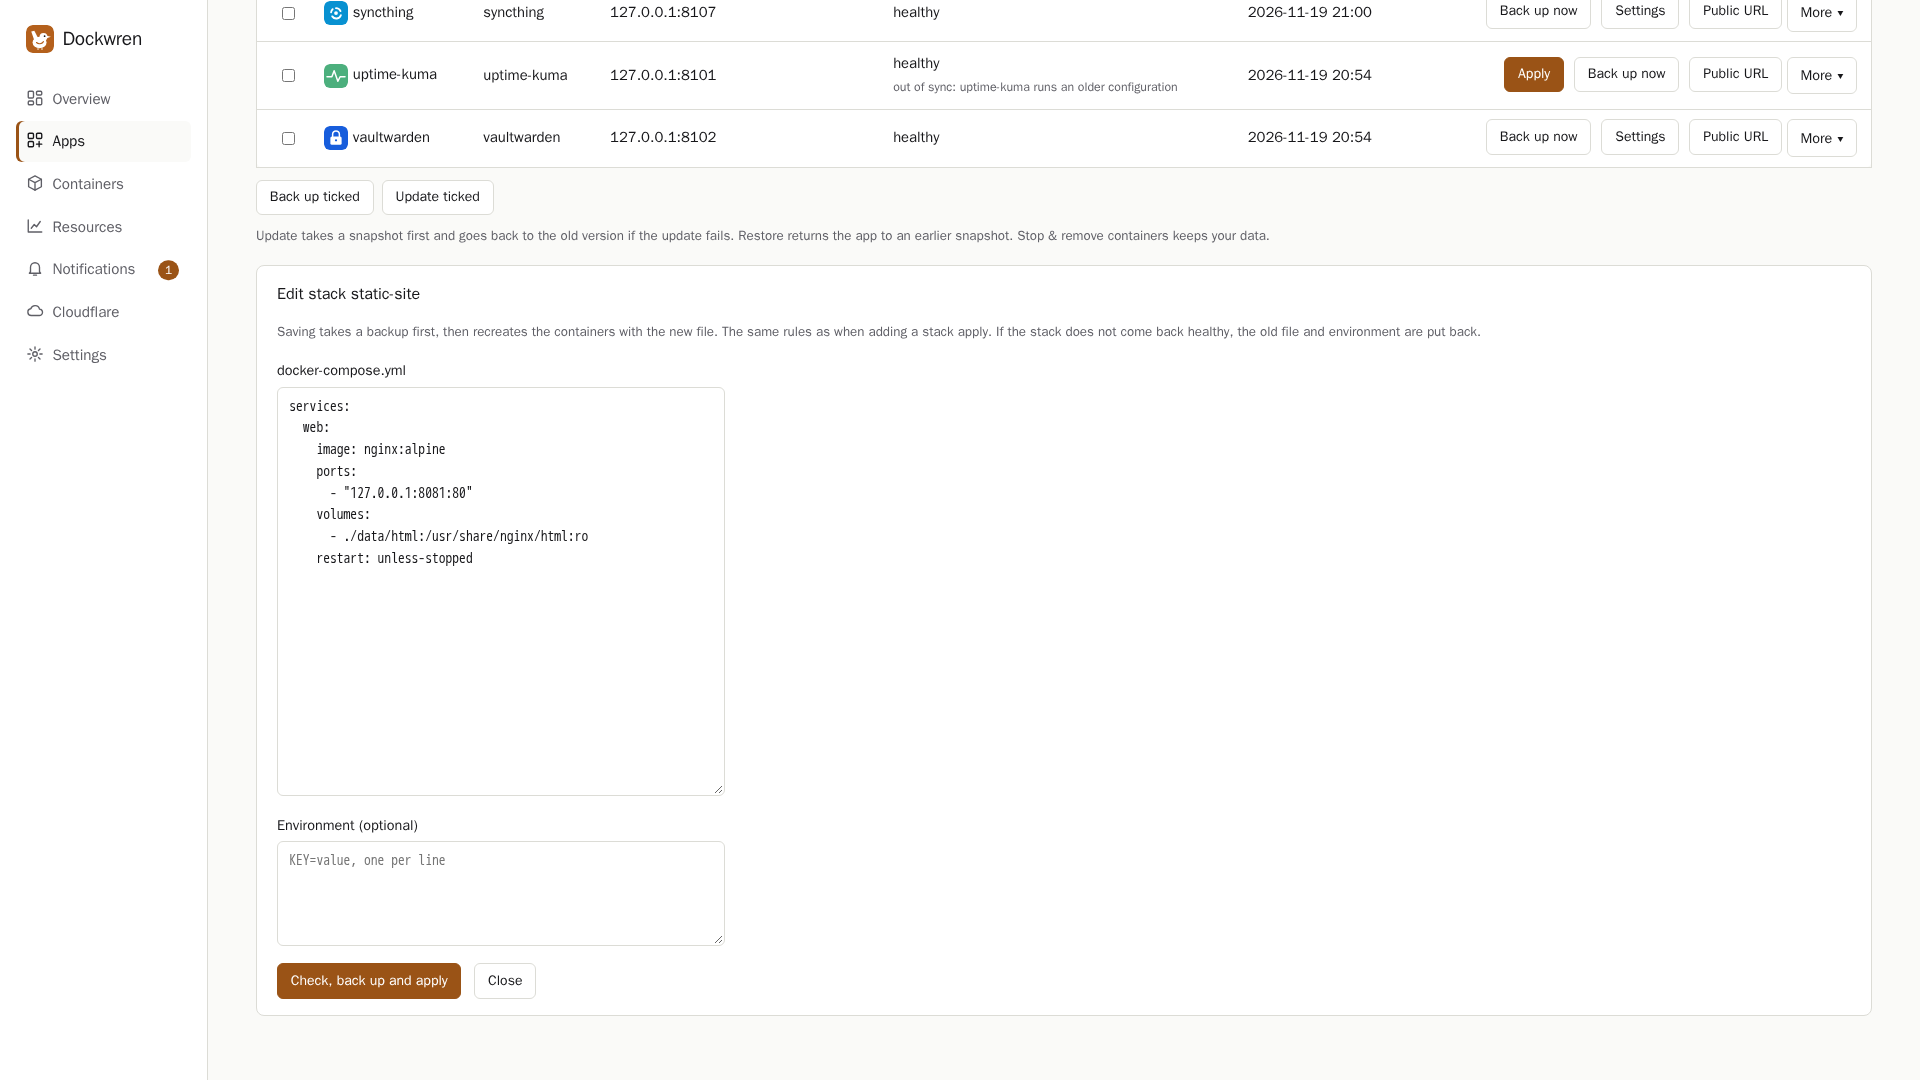 Dockwren
Overview
Apps
Containers
Resources
Notifications 1
Cloudflare
Settings
syncthing syncthing 127.0.0.1:8107 healthy 2026-11-19 21:00 Back up now Settings Public URL More ▾
uptime-kuma uptime-kuma 127.0.0.1:8101 healthy 2026-11-19 20:54 Apply Back up now Public URL More ▾
out of sync: uptime-kuma runs an older configuration
vaultwarden vaultwarden 127.0.0.1:8102 healthy 2026-11-19 20:54 Back up now Settings Public URL More ▾
Back up ticked Update ticked
Update takes a snapshot first and goes back to the old version if the update fails. Restore returns the app to an earlier snapshot. Stop & remove containers keeps your data.
Edit stack static-site
Saving takes a backup first, then recreates the containers with the new file. The same rules as when adding a stack apply. If the stack does not come back healthy, the old file and environment are put back.
docker-compose.yml
services:
  web:
    image: nginx:alpine
    ports:
      - "127.0.0.1:8081:80"
    volumes:
      - ./data/html:/usr/share/nginx/html:ro
    restart: unless-stopped
Environment (optional)
KEY=value, one per line
Check, back up and apply Close